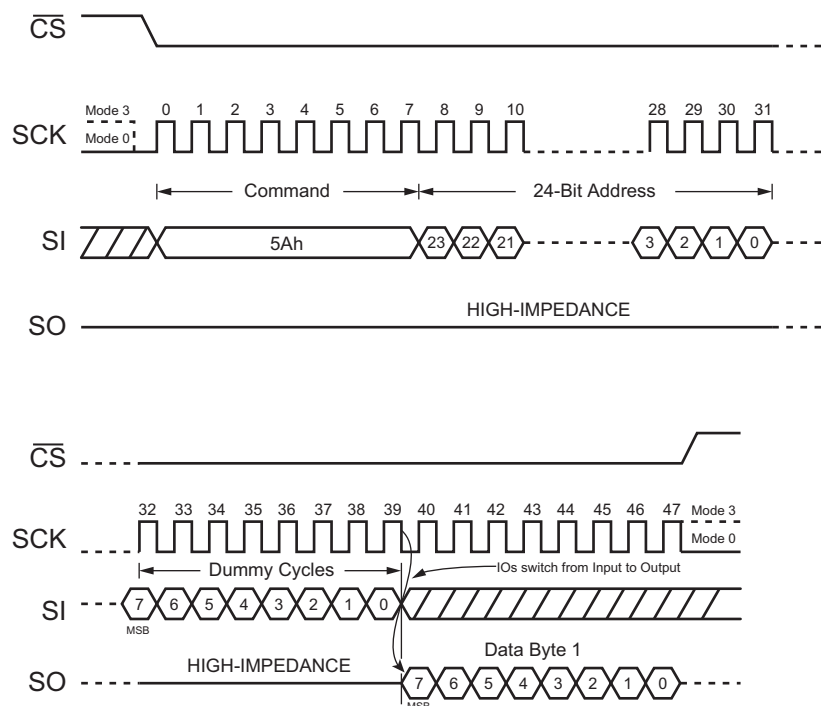 CS
Mode 3
0 1 2 3 4 5 6 7 8 9 10 28 29 30 31
SCK
Mode 0
Command
24-Bit Address
SI
5Ah
23 22 21 3 2 1 0
HIGH-IMPEDANCE
SO
CS
32 33 34 35 36 37 38 39 40 41 42 43 44 45 46 47
Mode 3
SCK
Mode 0
Dummy Cycles
IOs switch from Input to Output
SI
7 6 5 4 3 2 1 0
MSB
Data Byte 1
HIGH-IMPEDANCE
SO
7 6 5 4 3 2 1 0
MSB